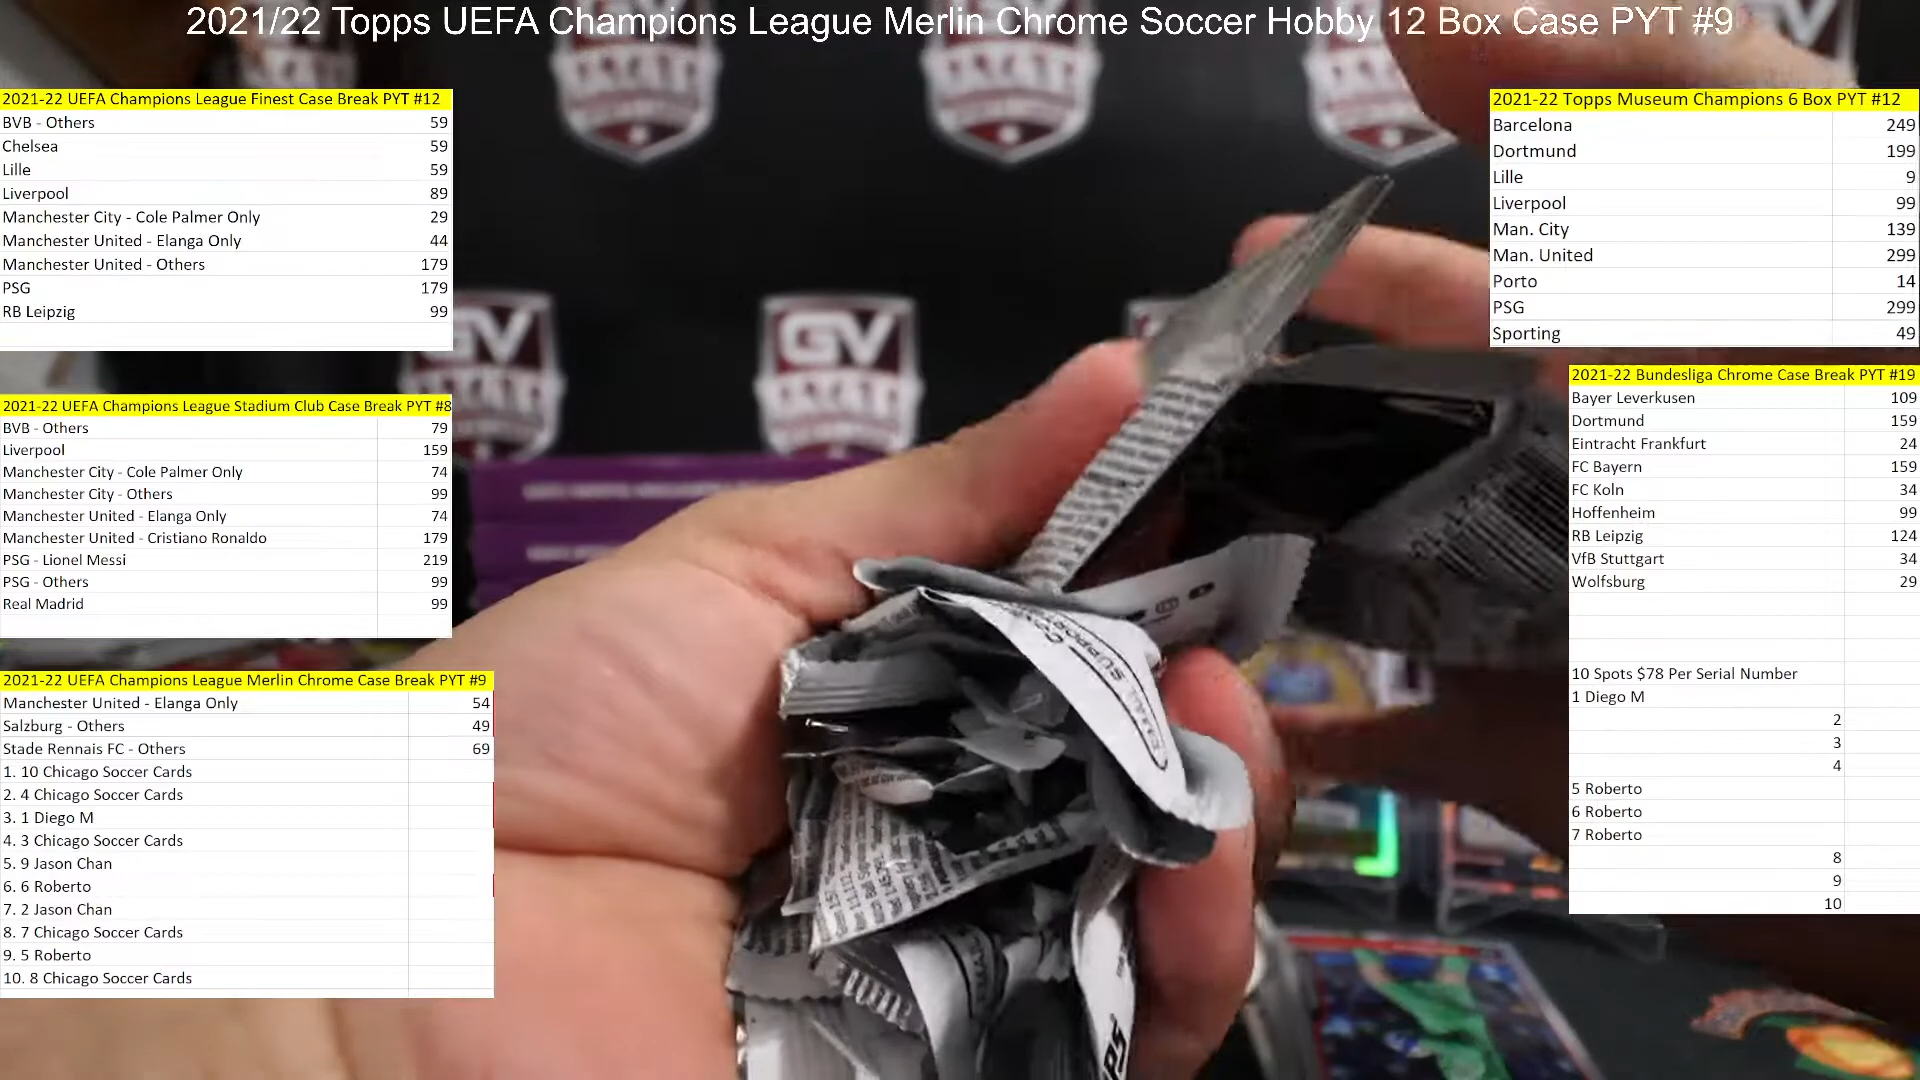 2021/22 Topps UEFA Champions League Merlin Chrome Soccer Hobby 12 Box Case PYT #9
2021-22 UEFA Champions League Finest Case Break PYT #12
BVB - Others 59
Chelsea 59
Lille 59
Liverpool 89
Manchester City - Cole Palmer Only 29
Manchester United - Elanga Only 44
Manchester United - Others 179
PSG 179
RB Leipzig 99
2021-22 UEFA Champions League Stadium Club Case Break PYT #8
BVB - Others 79
Liverpool 159
Manchester City - Cole Palmer Only 74
Manchester City - Others 99
Manchester United - Elanga Only 74
Manchester United - Cristiano Ronaldo 179
PSG - Lionel Messi 219
PSG - Others 99
Real Madrid 99
2021-22 UEFA Champions League Merlin Chrome Case Break PYT #9
Manchester United - Elanga Only 54
Salzburg - Others 49
Stade Rennais FC - Others 69
1. 10 Chicago Soccer Cards
2. 4 Chicago Soccer Cards
3. 1 Diego M
4. 3 Chicago Soccer Cards
5. 9 Jason Chan
6. 6 Roberto
7. 2 Jason Chan
8. 7 Chicago Soccer Cards
9. 5 Roberto
10. 8 Chicago Soccer Cards
2021-22 Topps Museum Champions 6 Box PYT #12
Barcelona 249
Dortmund 199
Lille 9
Liverpool 99
Man. City 139
Man. United 299
Porto 14
PSG 299
Sporting 49
2021-22 Bundesliga Chrome Case Break PYT #19
Bayer Leverkusen 109
Dortmund 159
Eintracht Frankfurt 24
FC Bayern 159
FC Koln 34
Hoffenheim 99
RB Leipzig 124
VfB Stuttgart 34
Wolfsburg 29
10 Spots $78 Per Serial Number
1 Diego M
2
3
4
5 Roberto
6 Roberto
7 Roberto
8
9
10
GV
GV